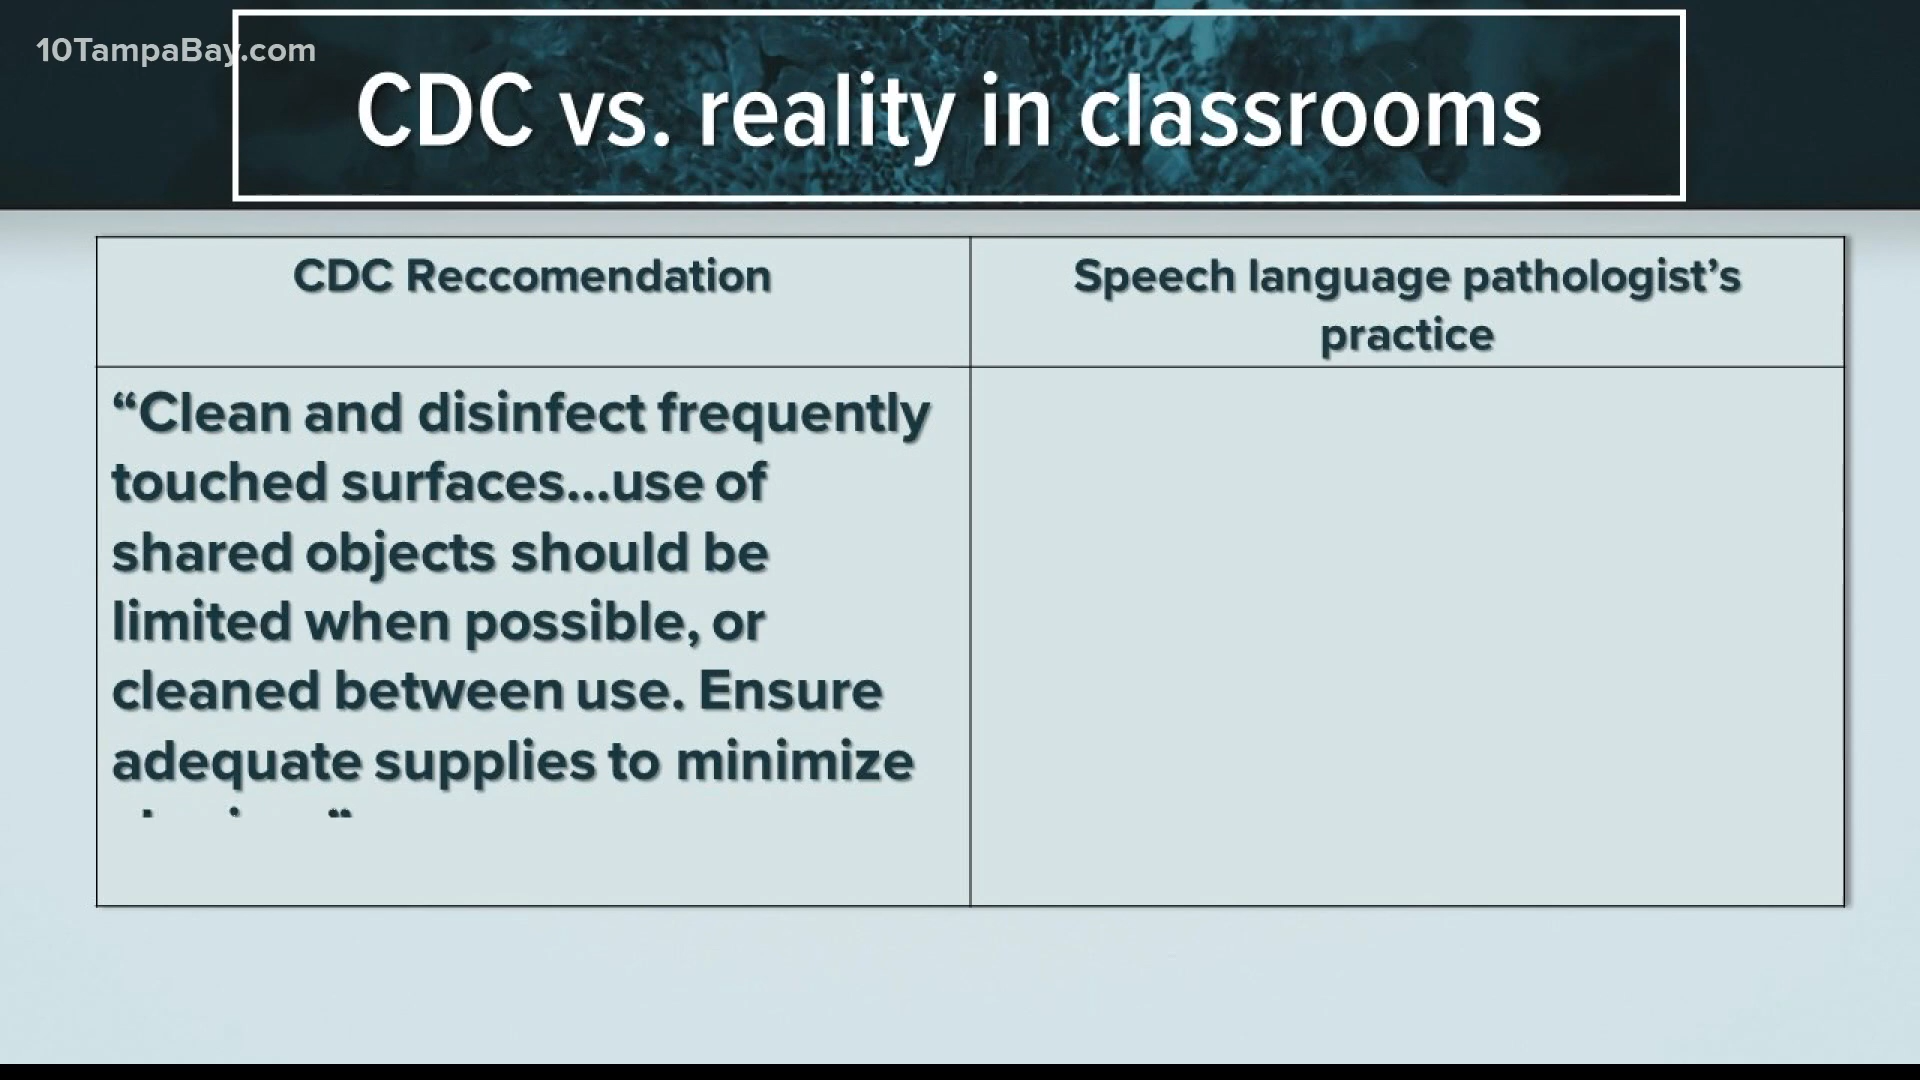 10TampaBay.com
CDC vs. reality in classrooms
CDC Reccomendation
Speech language pathologist’s
practice
“Clean and disinfect frequently
touched surfaces...use of
shared objects should be
limited when possible, or
cleaned between use. Ensure
adequate supplies to minimize